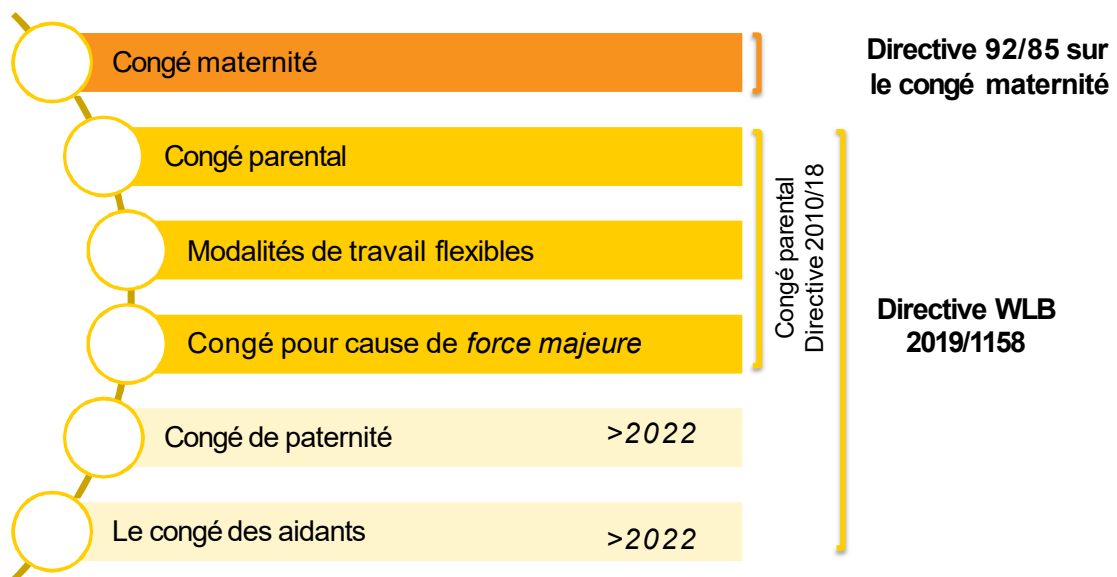 Congé maternité
Directive 92/85 sur
le congé maternité
Congé parental
Modalités de travail flexibles
Congé pour cause de force majeure
Congé parental
Directive 2010/18
Directive WLB
2019/1158
Congé de paternité >2022
Le congé des aidants >2022